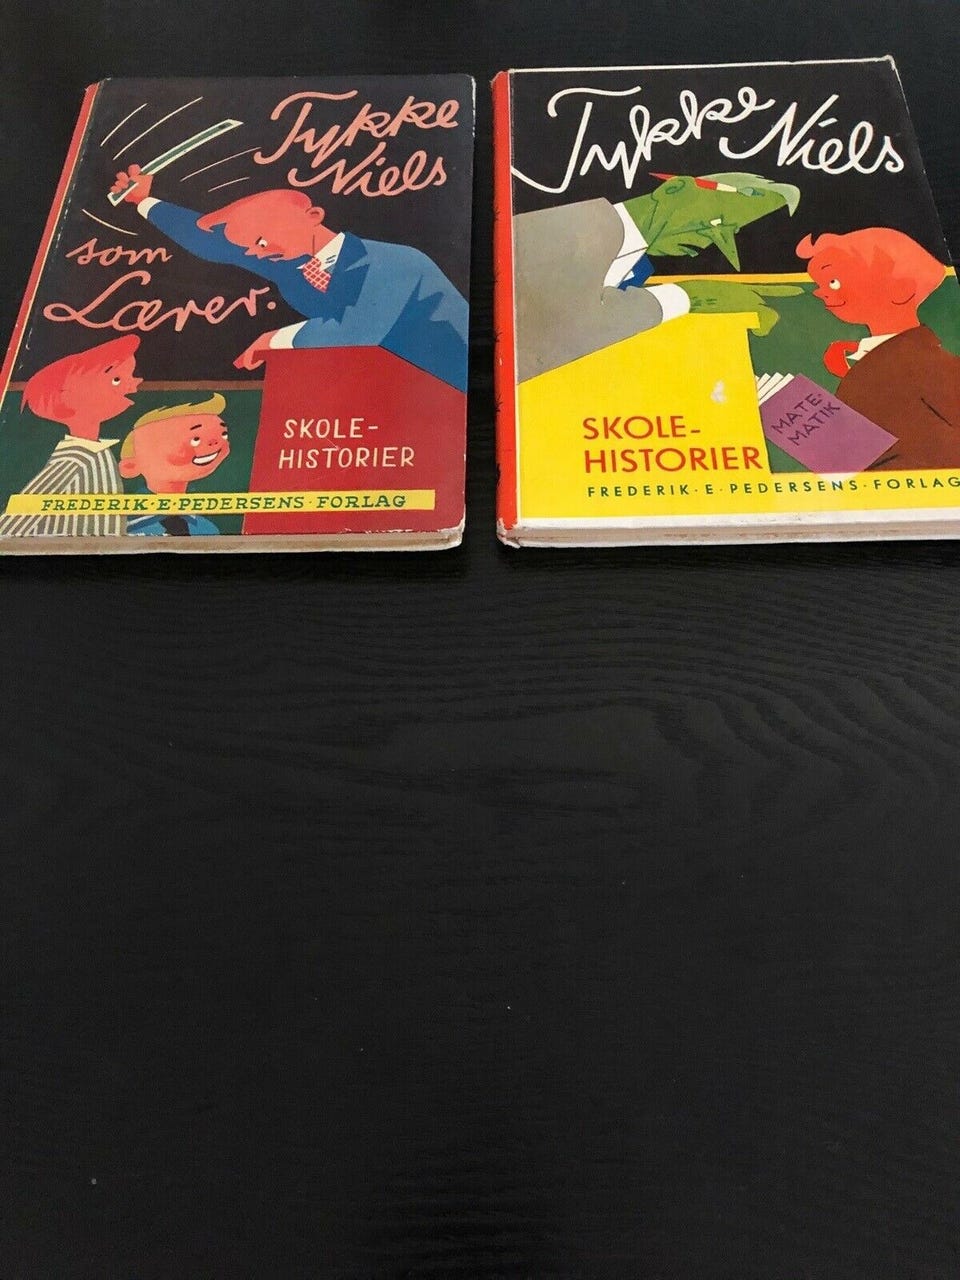 Tykke
Niels
som
Lærer.
SKOLE-
HISTORIER
FREDERIK·E·PEDERSENS·FORLAG
Tykke Niels
MATE-
MATIK
SKOLE-
HISTORIER
FREDERIK·E·PEDERSENS·FORLAG